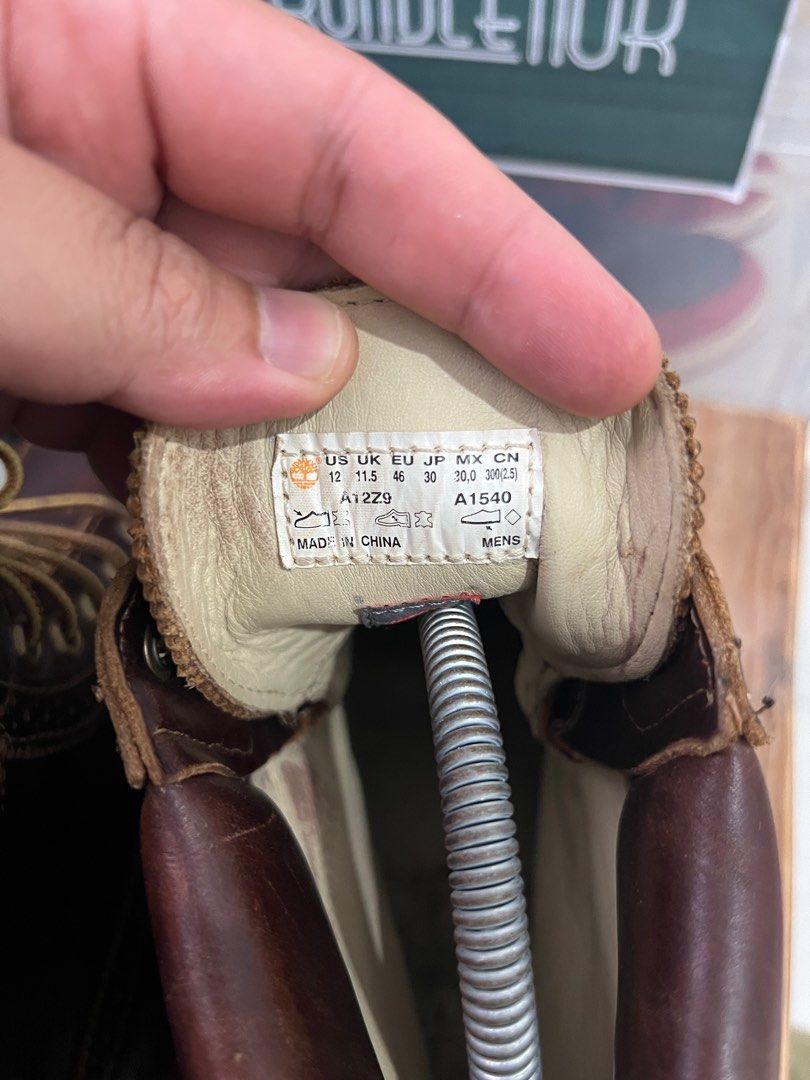 US UK EU JP MX CN
12 11.5 46 30 30,0 300(2.5)
A12Z9 A1540
MADE IN CHINA MENS